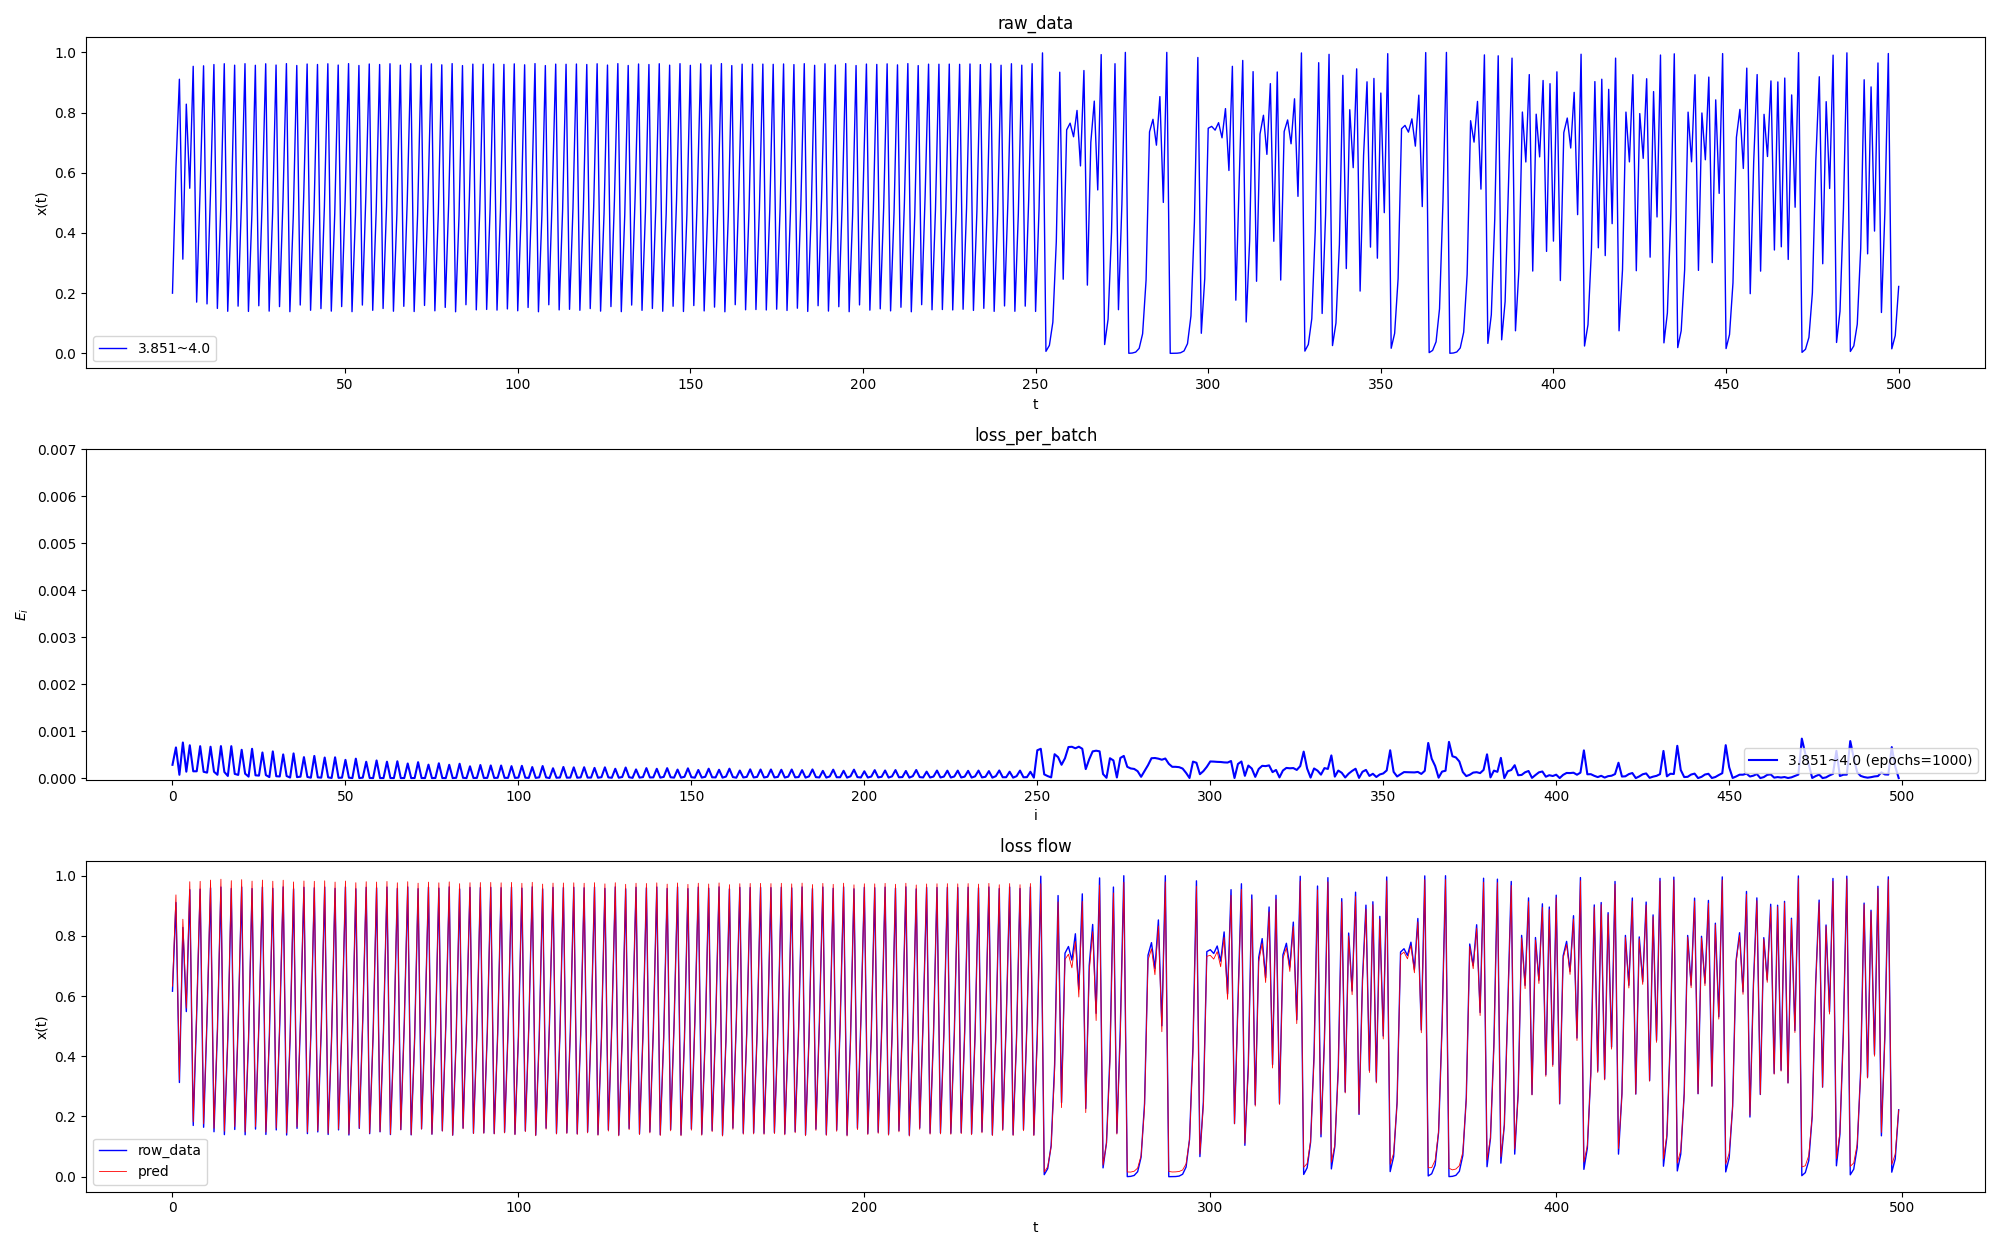 raw_data
1.0
0.8
0.6
0.4
0.2
0.0
x(t)
3.851~4.0
50 100 150 200 250 300 350 400 450 500
t
loss_per_batch
0.007
0.006
0.005
0.004
0.003
0.002
0.001
0.000
E_i
3.851~4.0 (epochs=1000)
0 50 100 150 200 250 300 350 400 450 500
i
loss flow
1.0
0.8
0.6
0.4
0.2
0.0
x(t)
row_data
pred
0 100 200 300 400 500
t